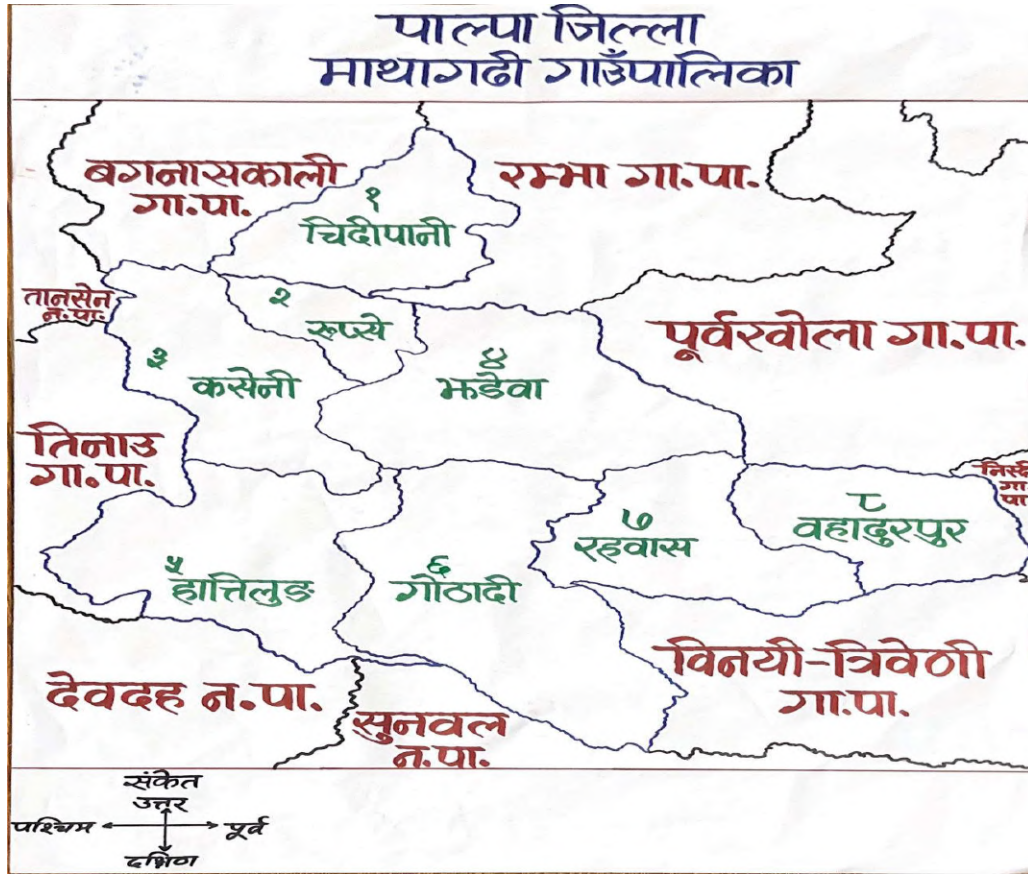 पाल्पा जिल्ला
माथागढी गाउँपालिका
बगनासकाली
गा.पा.
रम्भा गा.पा.
१
चिदीपानी
तानसेन
न.पा.
२
रुप्से
पूर्वखोला गा.पा.
३
कसेनी
४
झडेवा
तिनाउ
गा.पा.
निस्दी
गा.
पा.
८
वहादुरपुर
७
रहवास
५
हात्तिलुङ
६
गोठादी
विनयी-त्रिवेणी
गा.पा.
देवदह न.पा.
सुनवल
न.पा.
संकेत
उत्तर
पश्चिम
पूर्व
दक्षिण